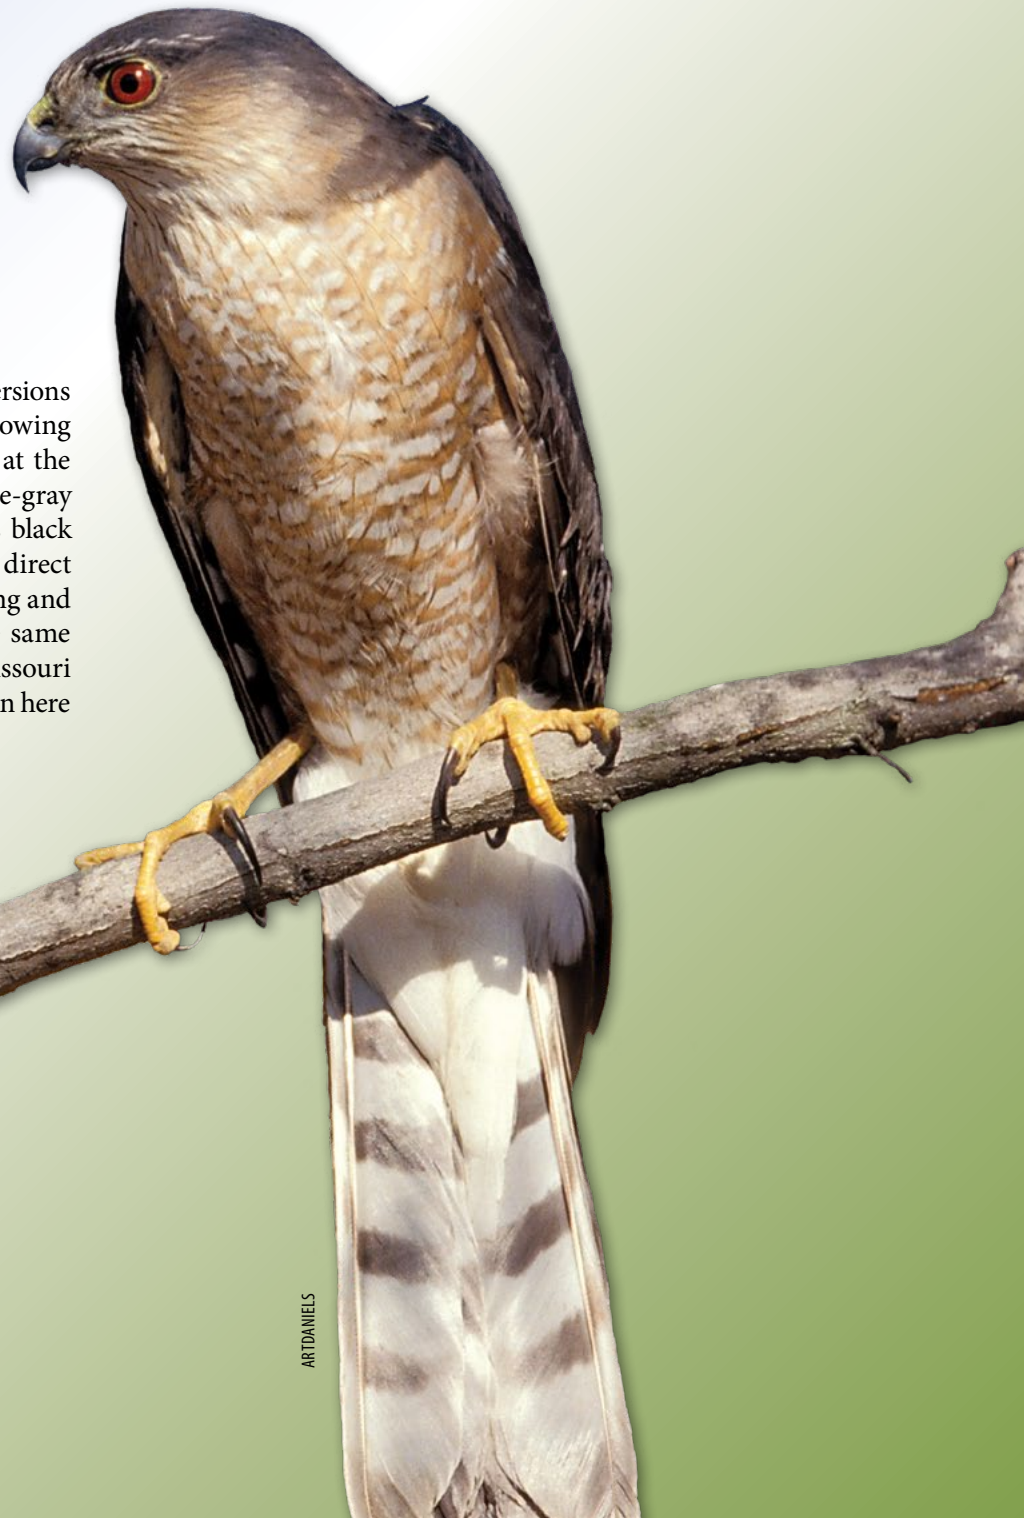 ersions
owing
at the
e-gray
black
direct
ng and
same
ssouri
n here
ARTDANIELS